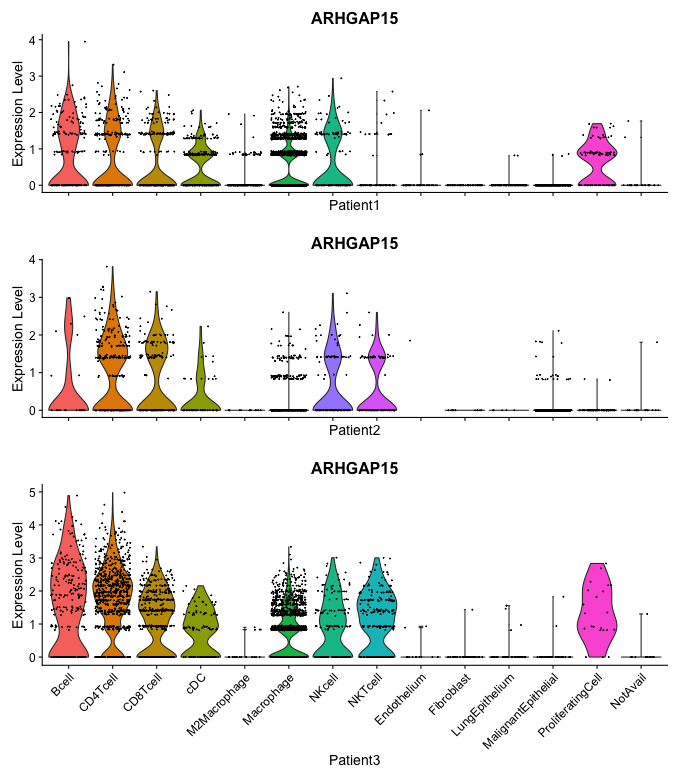 ARHGAP15
Expression Level
4
3
2
1
0
Patient1
ARHGAP15
Expression Level
4
3
2
1
0
Patient2
ARHGAP15
Expression Level
5
4
3
2
1
0
Bcell
CD4Tcell
CD8Tcell
cDC
M2Macrophage
Macrophage
NKcell
NKTcell
Endothelium
Fibroblast
LungEpithelium
MalignantEpithelial
ProliferatingCell
NotAvail
Patient3